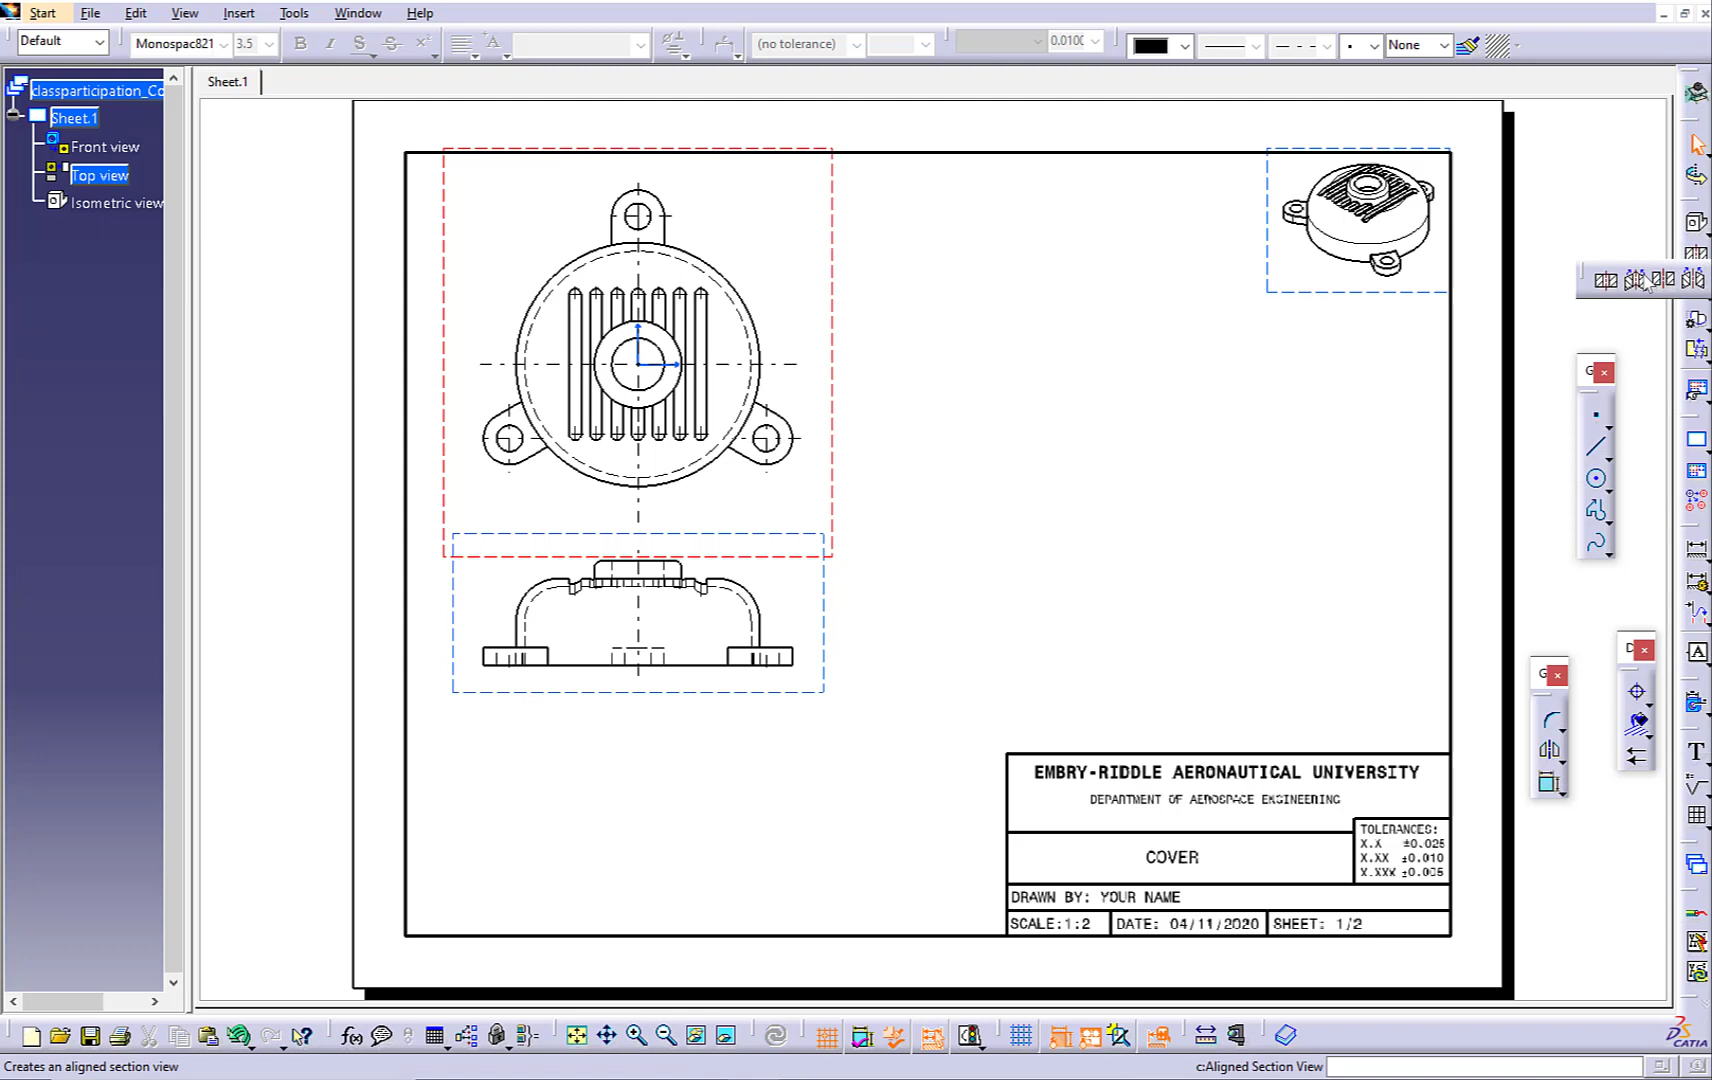 Start File Edit View Insert Tools Window Help
Default Monospac821 3.5 B I S S (no tolerance) 0.0100 None
classparticipation_Co
Sheet.1
Front view
Top view
Isometric view
Sheet.1
G
G
D
A
T
EMBRY-RIDDLE AERONAUTICAL UNIVERSITY
DEPARTMENT OF AEROSPACE ENGINEERING
COVER
TOLERANCES:
X.X ±0.025
X.XX ±0.010
X.XXX ±0.005
DRAWN BY: YOUR NAME
SCALE:1:2 DATE: 04/11/2020 SHEET: 1/2
f(x)
CATIA
Creates an aligned section view
c:Aligned Section View